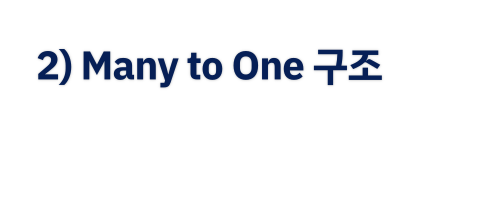 2) Many to One 구조